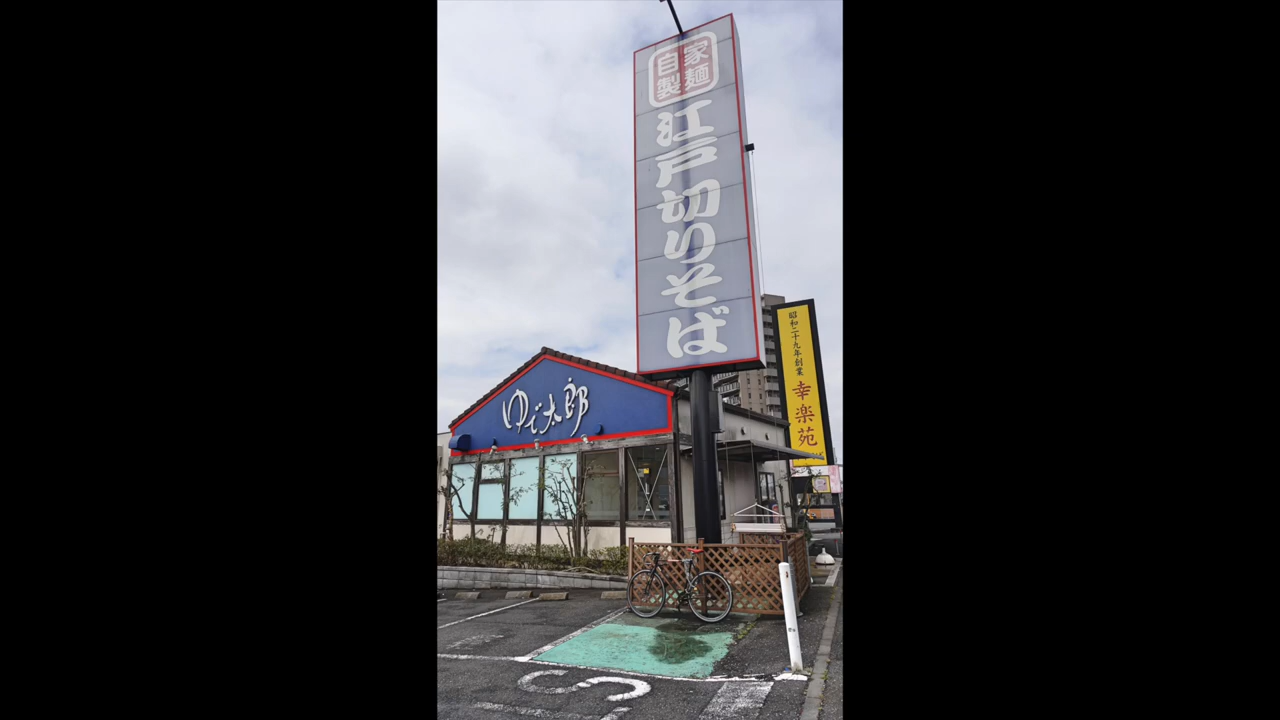 自家
製麺
江戸切りそば
ゆで太郎
昭和二十九年創業
幸楽苑